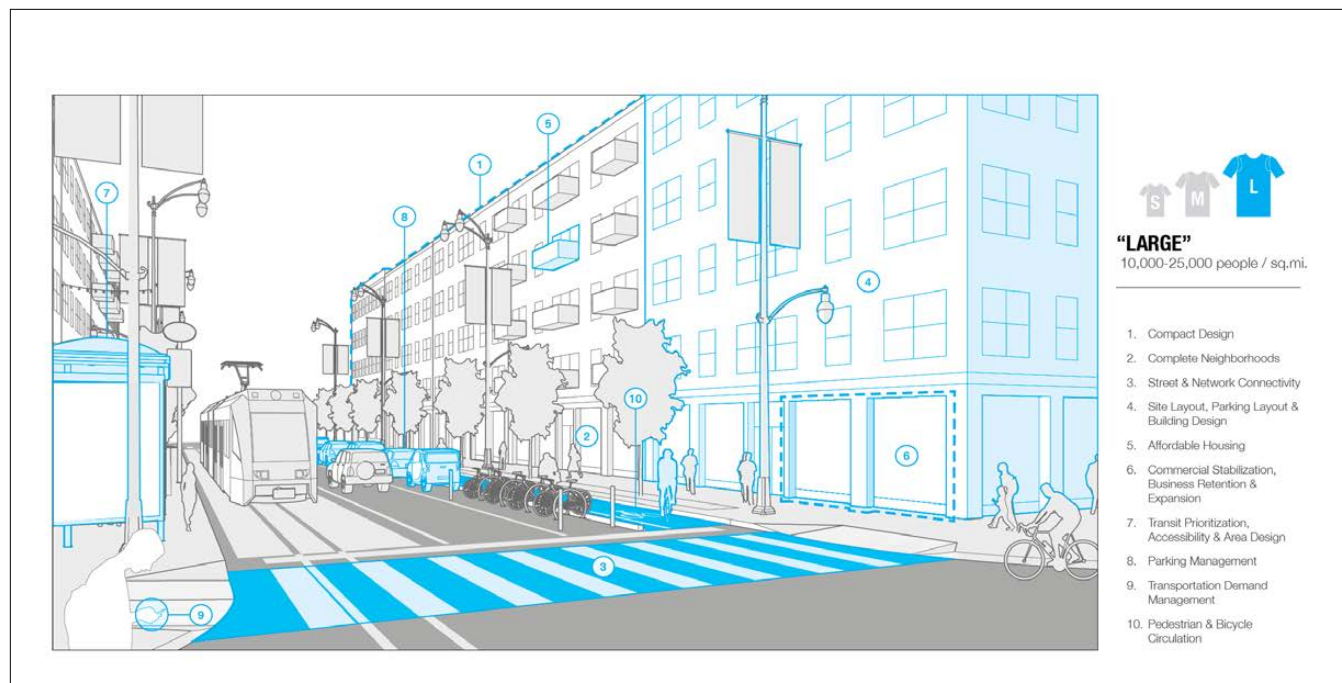 7
8
1
5
4
10
2
6
3
9
S
M
L
“LARGE”
10,000-25,000 people / sq.mi.
1. Compact Design
2. Complete Neighborhoods
3. Street & Network Connectivity
4. Site Layout, Parking Layout &
Building Design
5. Affordable Housing
6. Commercial Stabilization,
Business Retention &
Expansion
7. Transit Prioritization,
Accessibility & Area Design
8. Parking Management
9. Transportation Demand
Management
10. Pedestrian & Bicycle
Circulation